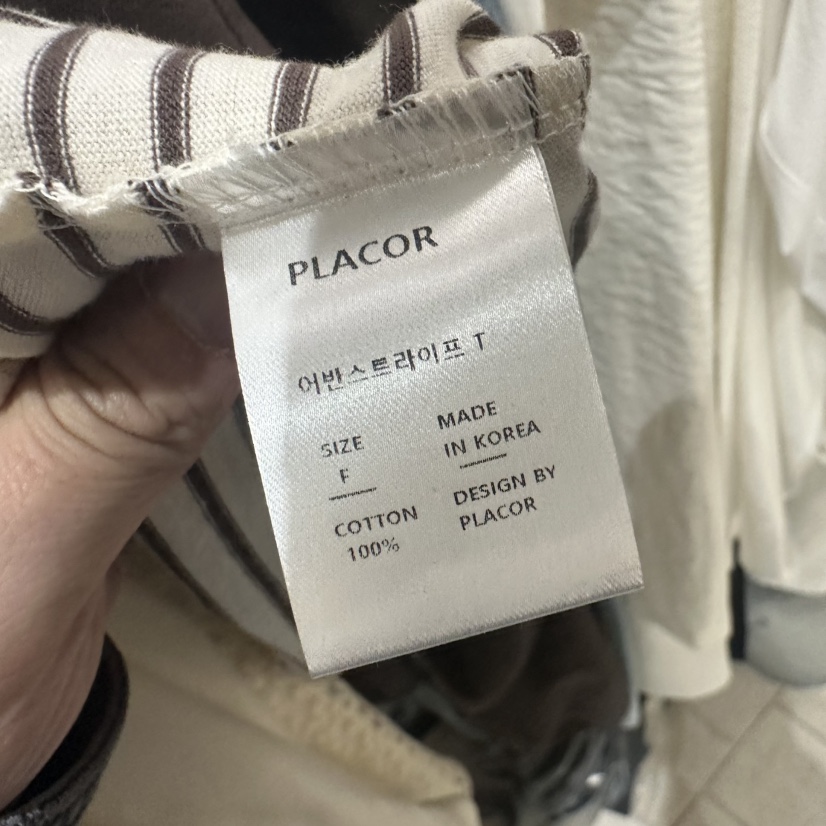 PLACOR
어반스트라이프 T
SIZE
F
COTTON
100%
MADE
IN KOREA
DESIGN BY
PLACOR